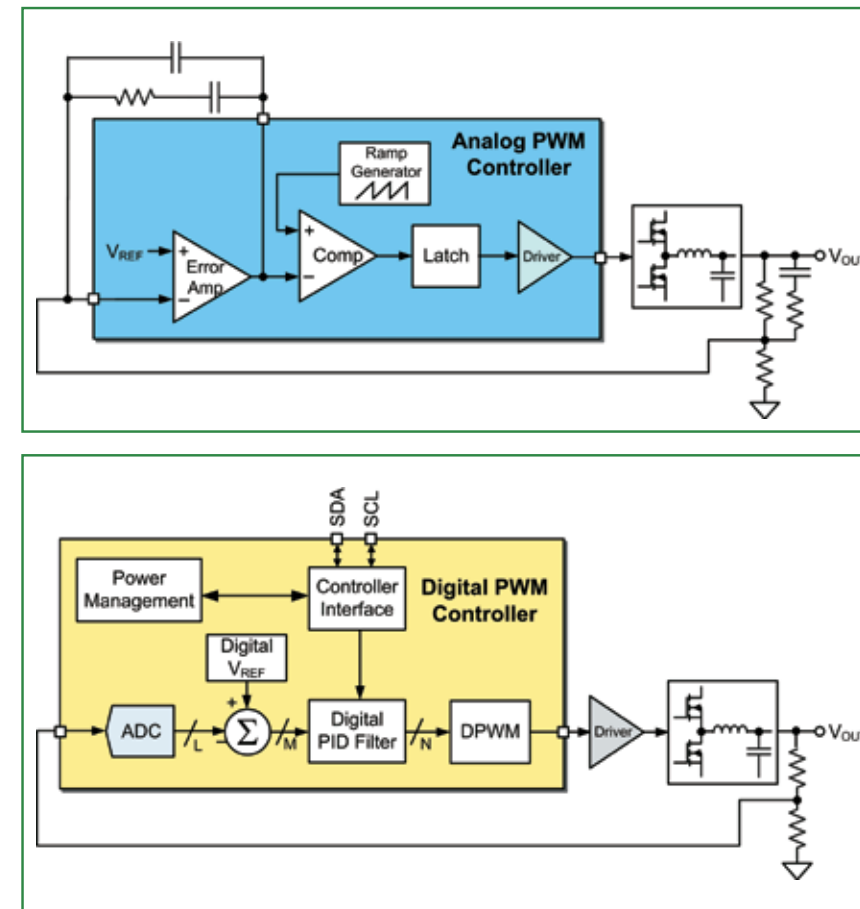 Analog PWM
Controller
Ramp
Generator
VREF
+
Error
Amp
−
+
Comp
−
Latch
Driver
VOU
SDA
SCL
Power
Management
Controller
Interface
Digital PWM
Controller
Digital
VREF
+
ADC
L
−
Σ
M
Digital
PID Filter
N
DPWM
Driver
VOU